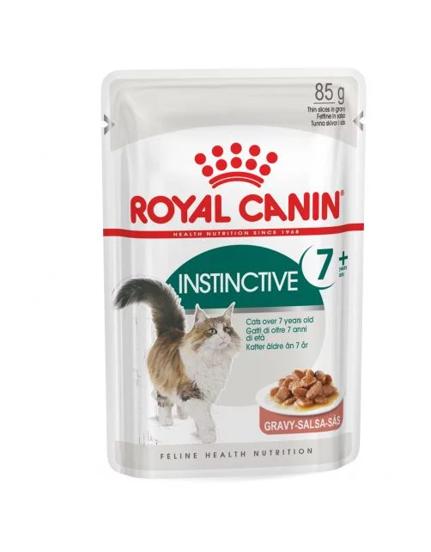 85 g
Thin slices in gravy
Fettine in salsa
Tunna skivor i sås
ROYAL CANIN
HEALTH NUTRITION SINCE 1968
INSTINCTIVE
7+
years
Cats over 7 years old
Gatti di oltre 7 anni
di età
Katter äldre än 7 år
GRAVY-SALSA-SÅS
FELINE HEALTH NUTRITION